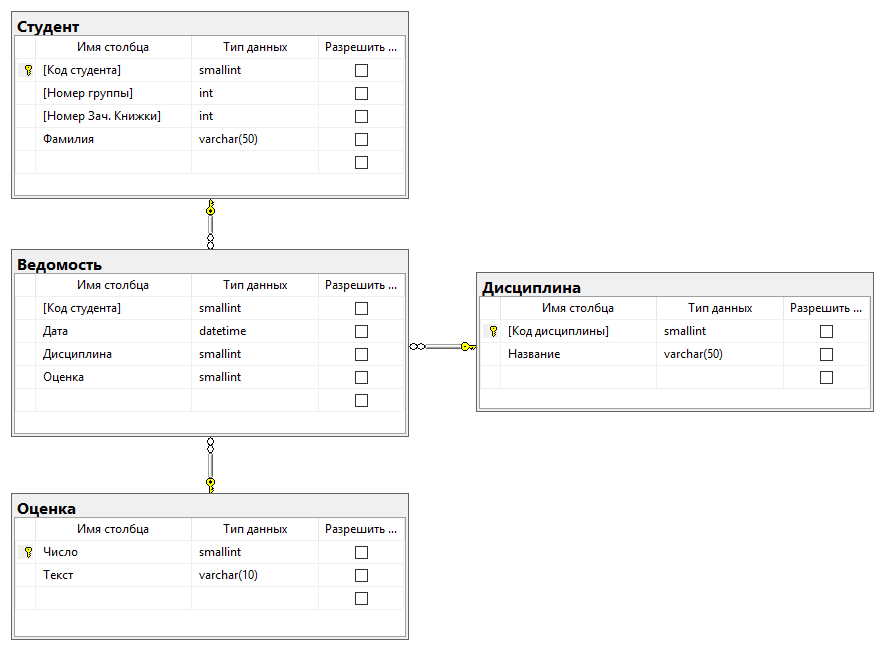 Студент
Имя столбца Тип данных Разрешить ...
[Код студента] smallint
[Номер группы] int
[Номер Зач. Книжки] int
Фамилия varchar(50)
Ведомость
Имя столбца Тип данных Разрешить ...
[Код студента] smallint
Дата datetime
Дисциплина smallint
Оценка smallint
Дисциплина
Имя столбца Тип данных Разрешить ...
[Код дисциплины] smallint
Название varchar(50)
Оценка
Имя столбца Тип данных Разрешить ...
Число smallint
Текст varchar(10)